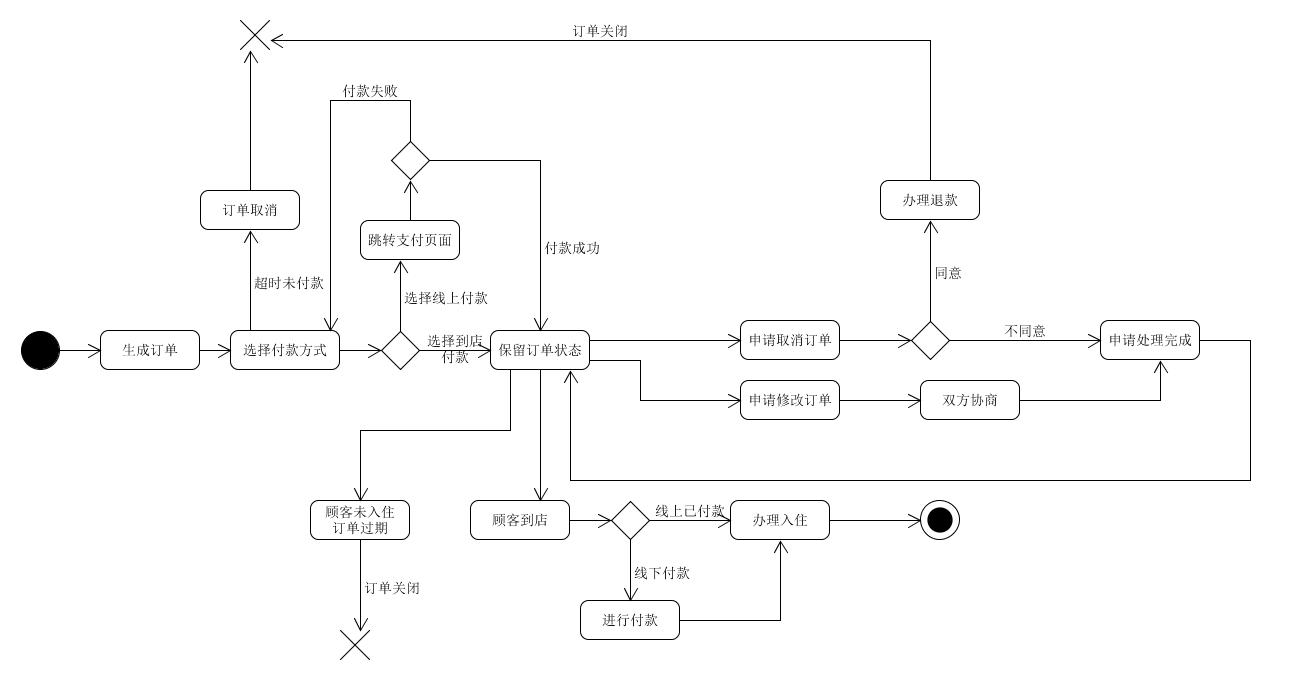 订单关闭
付款失败
订单取消
办理退款
跳转支付页面
付款成功
同意
超时未付款
选择线上付款
生成订单
选择付款方式
选择到店
付款
保留订单状态
申请取消订单
不同意
申请处理完成
申请修改订单
双方协商
顾客未入住
订单过期
顾客到店
线上已付款
办理入住
订单关闭
线下付款
进行付款